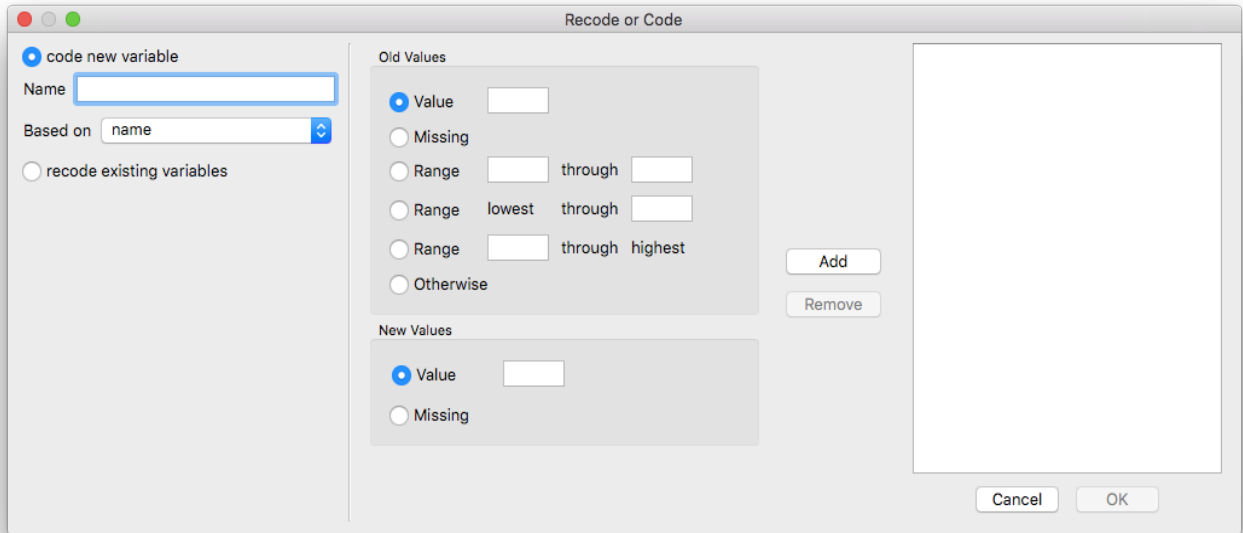 Recode or Code
code new variable
Name
Based on name
recode existing variables
Old Values
Value
Missing
Range through
Range lowest through
Range through highest
Otherwise
New Values
Value
Missing
Add
Remove
Cancel OK